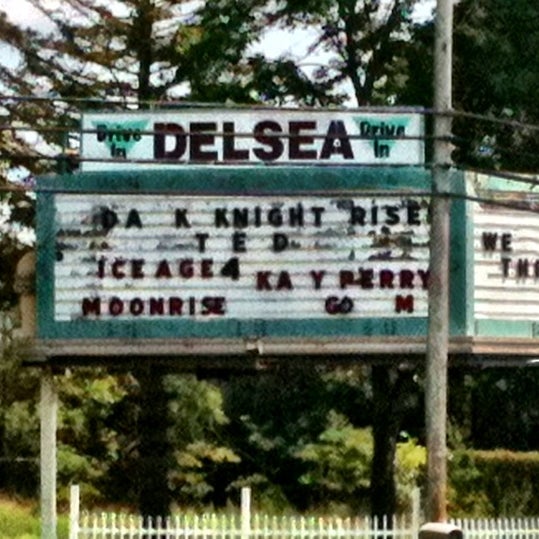 Drive In DELSEA Drive In
DA K KNIGHT RISE
TED
ICE AGE 4 KA Y PERRY
MOONRISE GO M
WE
TH